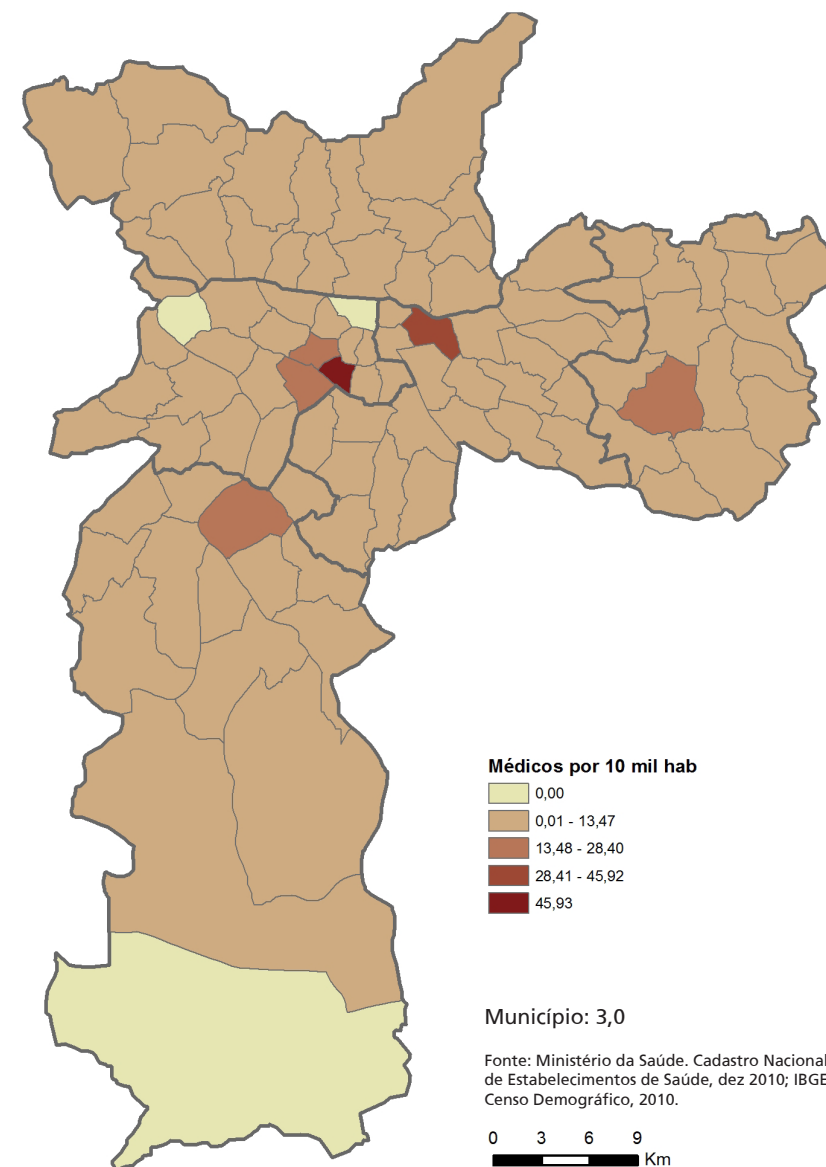 Médicos por 10 mil hab
0,00
0,01 - 13,47
13,48 - 28,40
28,41 - 45,92
45,93
Município: 3,0
Fonte: Ministério da Saúde. Cadastro Nacional
de Estabelecimentos de Saúde, dez 2010; IBGE
Censo Demográfico, 2010.
0 3 6 9
Km